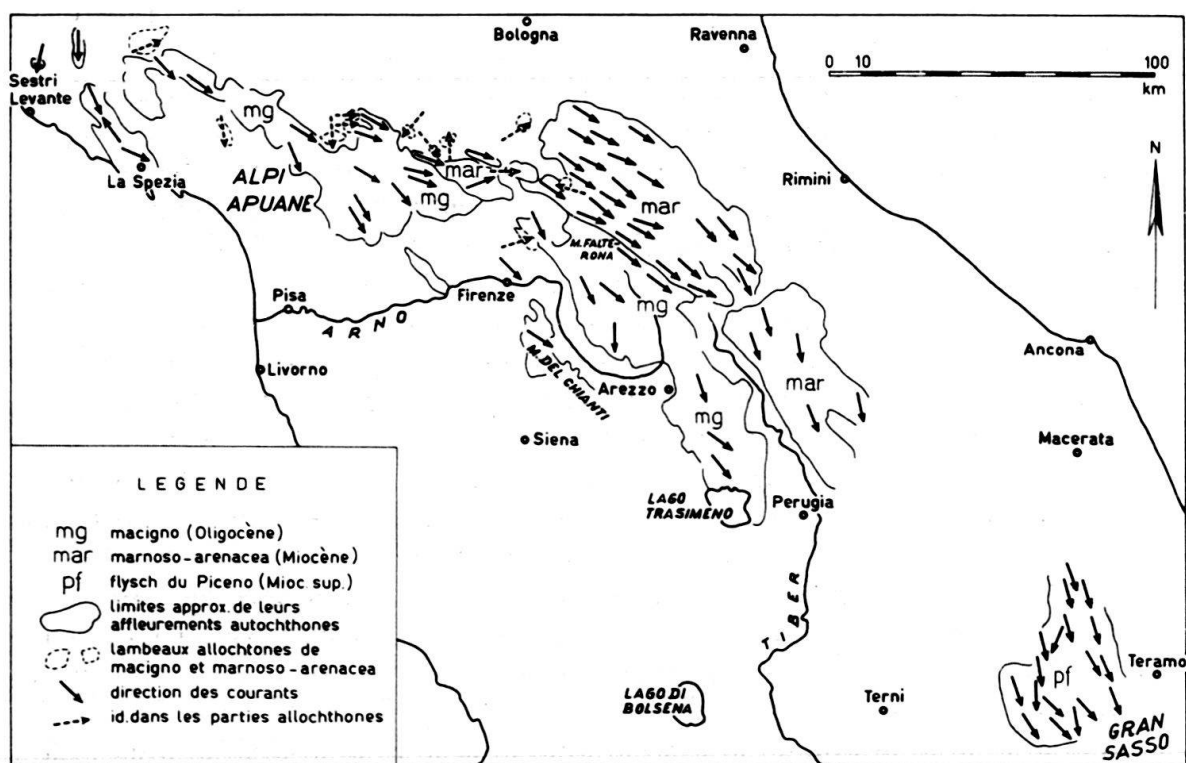 Bologna
Ravenna
0 10 100
km
Sestri
Levante
mg
La Spezia
ALPI
APUANE
mar
mg
mar
Rimini
N
M. FALTE-
RONA
Pisa
ARNO
Firenze
mg
Livorno
M. DEL CHIANTI
Arezzo
mar
Ancona
mg
Siena
Macerata
LAGO
TRASIMENO
Perugia
LEGENDE
mg macigno (Oligocène)
mar marnoso-arenacea (Miocène)
pf flysch du Piceno (Mioc. sup.)
limites approx. de leurs
affleurements autochthones
lambeaux allochtones de
macigno et marnoso-arenacea
direction des courants
id. dans les parties allochthones
TIBER
LAGO DI
BOLSENA
Terni
pf
Teramo
GRAN
SASSO